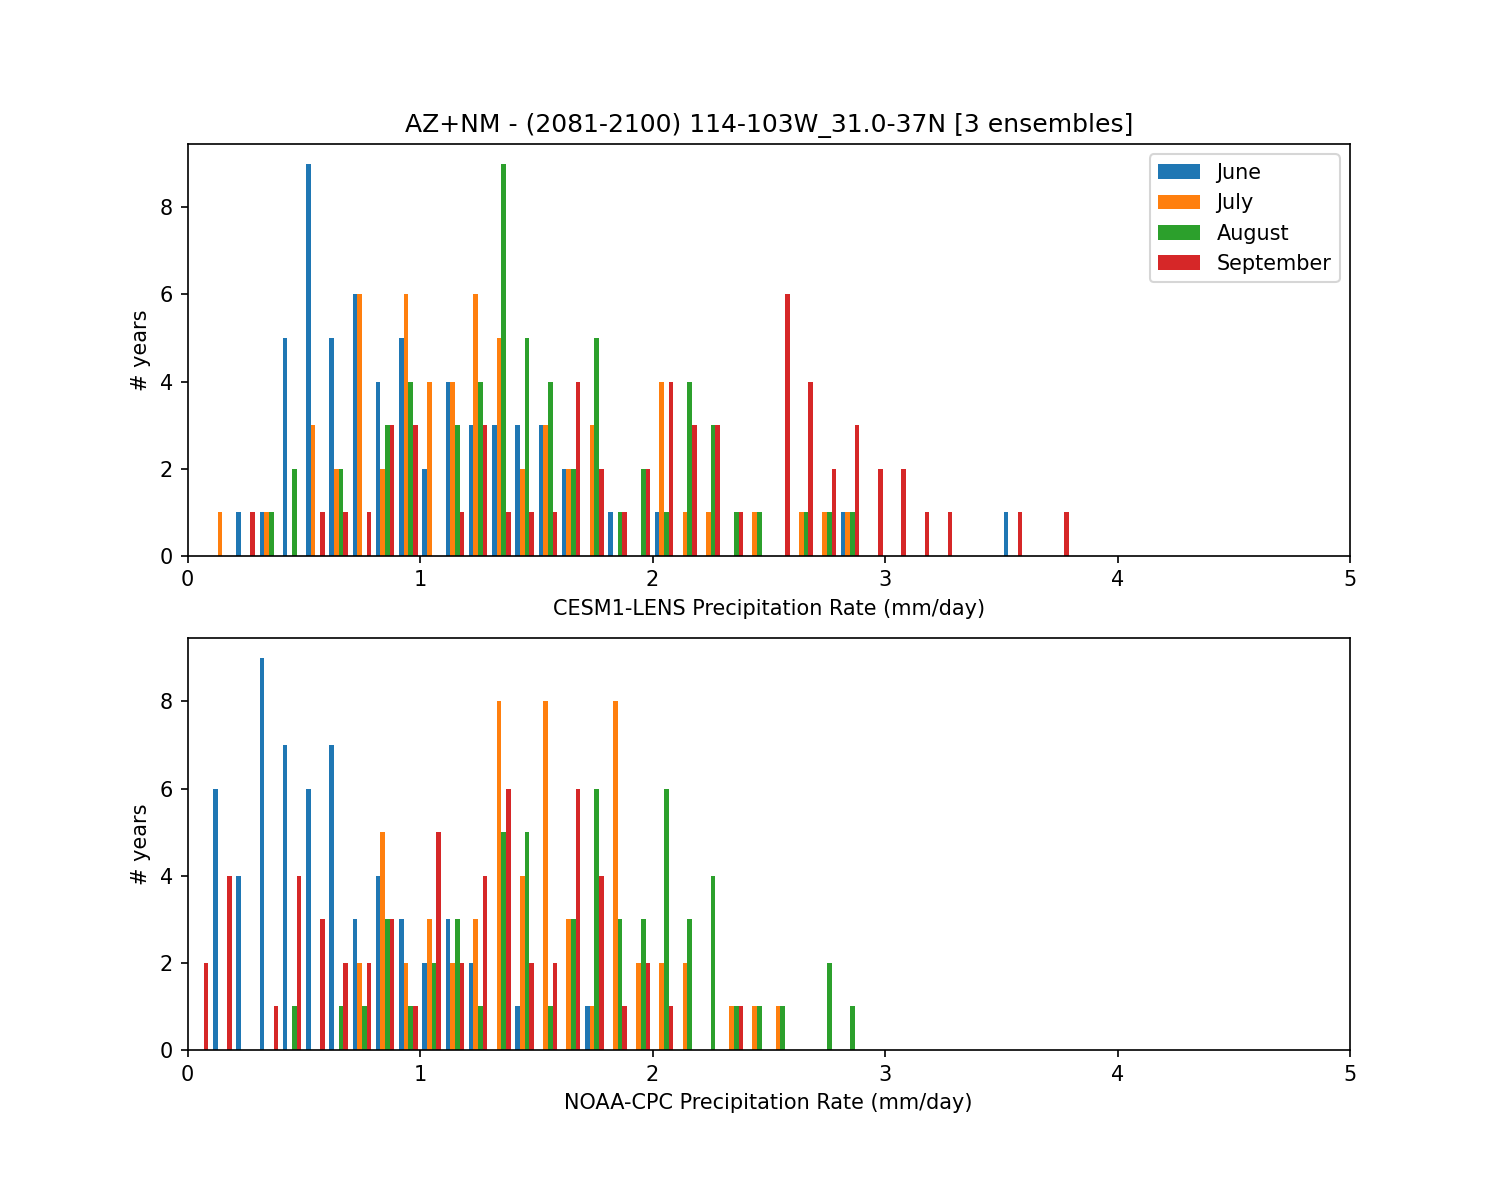 AZ+NM - (2081-2100) 114-103W_31.0-37N [3 ensembles]
June
July
August
September
# years
8
6
4
2
0
0 1 2 3 4 5
CESM1-LENS Precipitation Rate (mm/day)
# years
8
6
4
2
0
0 1 2 3 4 5
NOAA-CPC Precipitation Rate (mm/day)